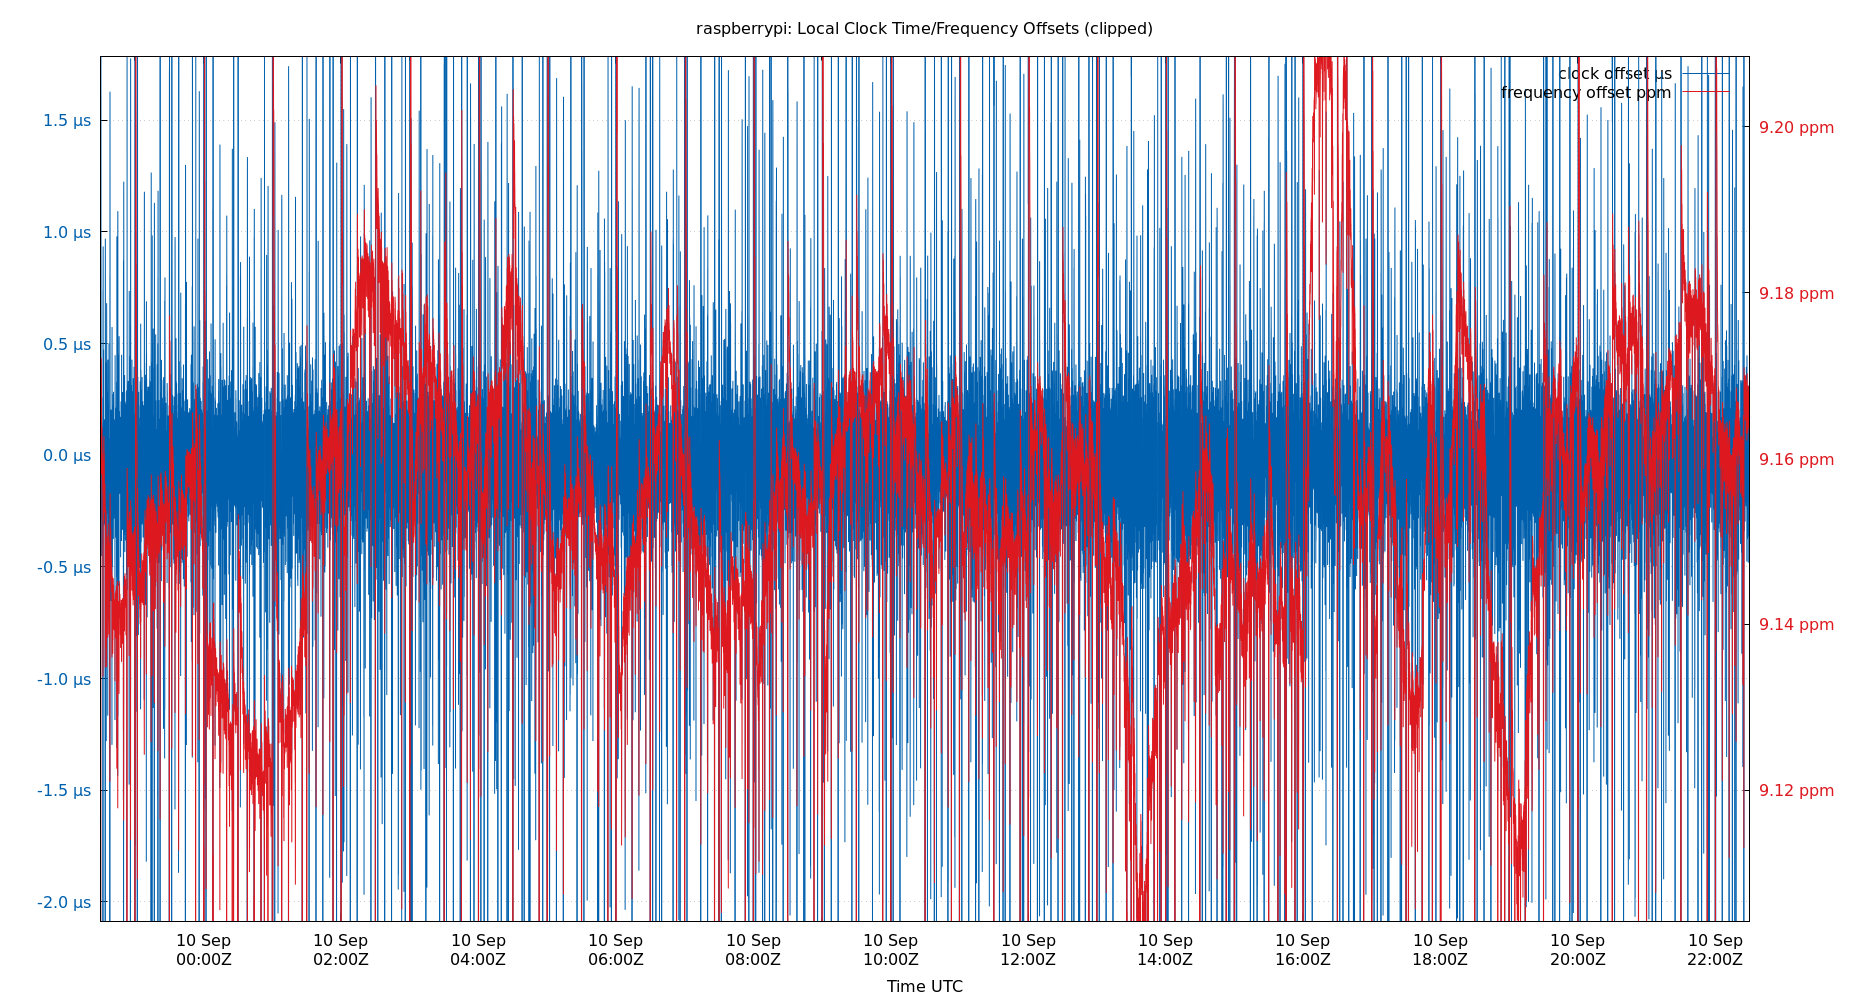 raspberrypi: Local Clock Time/Frequency Offsets (clipped)
clock offset µs
frequency offset ppm
1.5 µs
1.0 µs
0.5 µs
0.0 µs
-0.5 µs
-1.0 µs
-1.5 µs
-2.0 µs
9.20 ppm
9.18 ppm
9.16 ppm
9.14 ppm
9.12 ppm
10 Sep 10 Sep 10 Sep 10 Sep 10 Sep 10 Sep 10 Sep 10 Sep 10 Sep 10 Sep 10 Sep 10 Sep
00:00Z 02:00Z 04:00Z 06:00Z 08:00Z 10:00Z 12:00Z 14:00Z 16:00Z 18:00Z 20:00Z 22:00Z
Time UTC